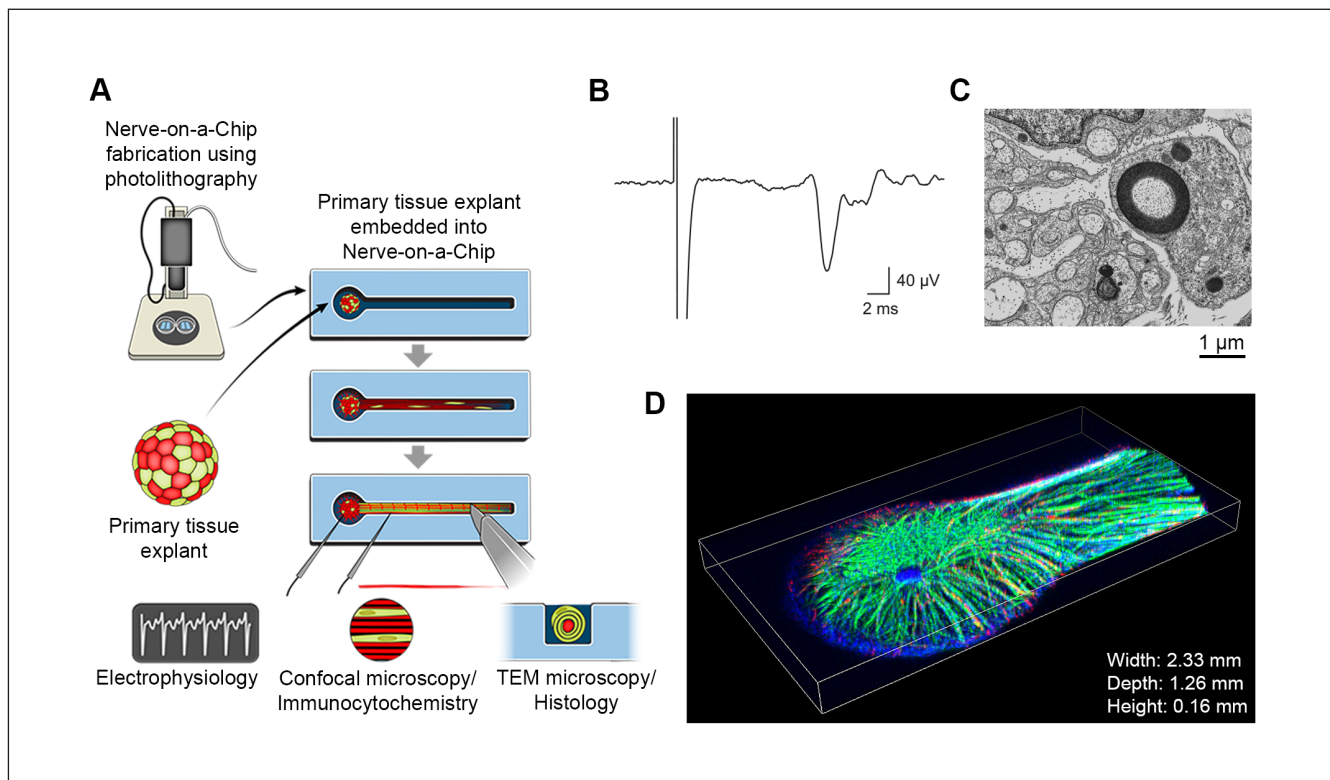 A
Nerve-on-a-Chip
fabrication using
photolithography
Primary tissue explant
embedded into
Nerve-on-a-Chip
Primary tissue
explant
Electrophysiology
Confocal microscopy/
Immunocytochemistry
TEM microscopy/
Histology
B
40 µV
2 ms
C
1 µm
D
Width: 2.33 mm
Depth: 1.26 mm
Height: 0.16 mm